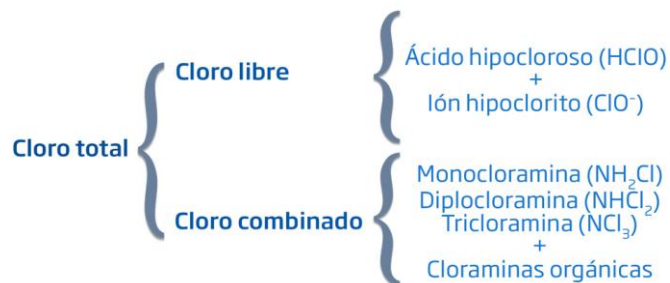 Cloro total
Cloro libre
Ácido hipocloroso (HClO)
+
Ión hipoclorito (ClO⁻)
Cloro combinado
Monocloramina (NH₂Cl)
Diplocloramina (NHCl₂)
Tricloramina (NCl₃)
+
Cloraminas orgánicas